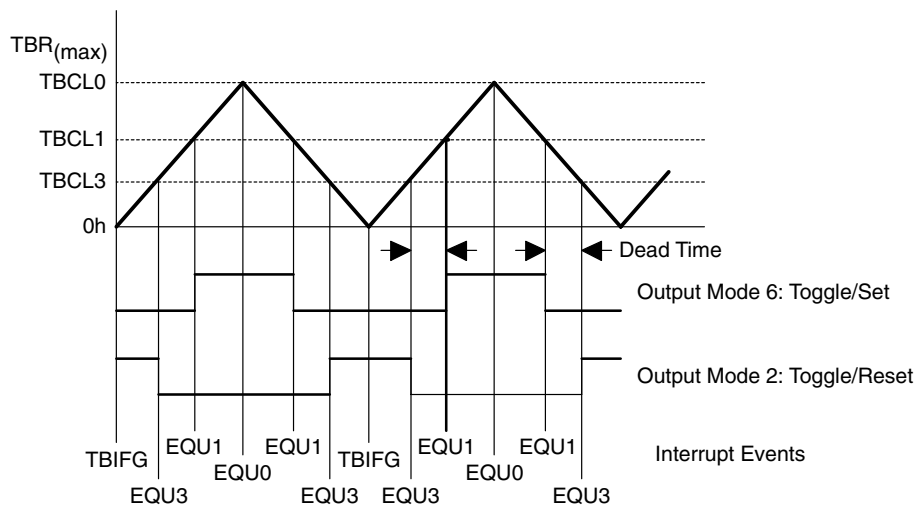 TBR(max)
TBCL0
TBCL1
TBCL3
0h
Dead Time
Output Mode 6: Toggle/Set
Output Mode 2: Toggle/Reset
EQU1 EQU1 EQU1 EQU1 Interrupt Events
TBIFG EQU0 TBIFG EQU0
EQU3 EQU3 EQU3 EQU3